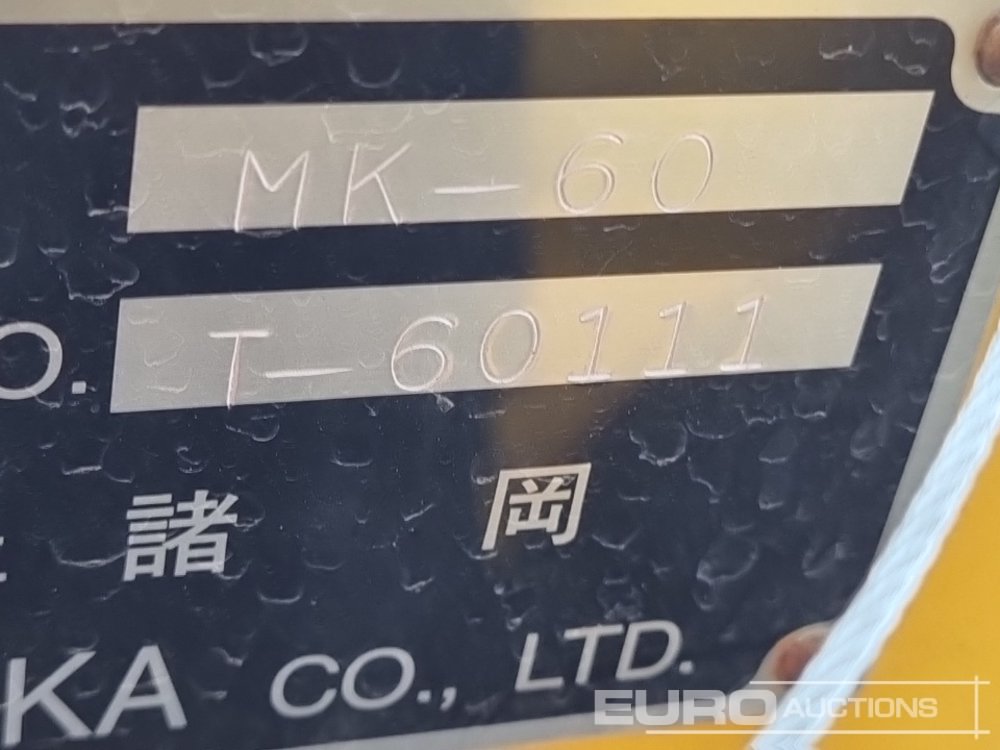 MK-60
O. T-60111
諸 岡
KA CO., LTD.
EURO AUCTIONS